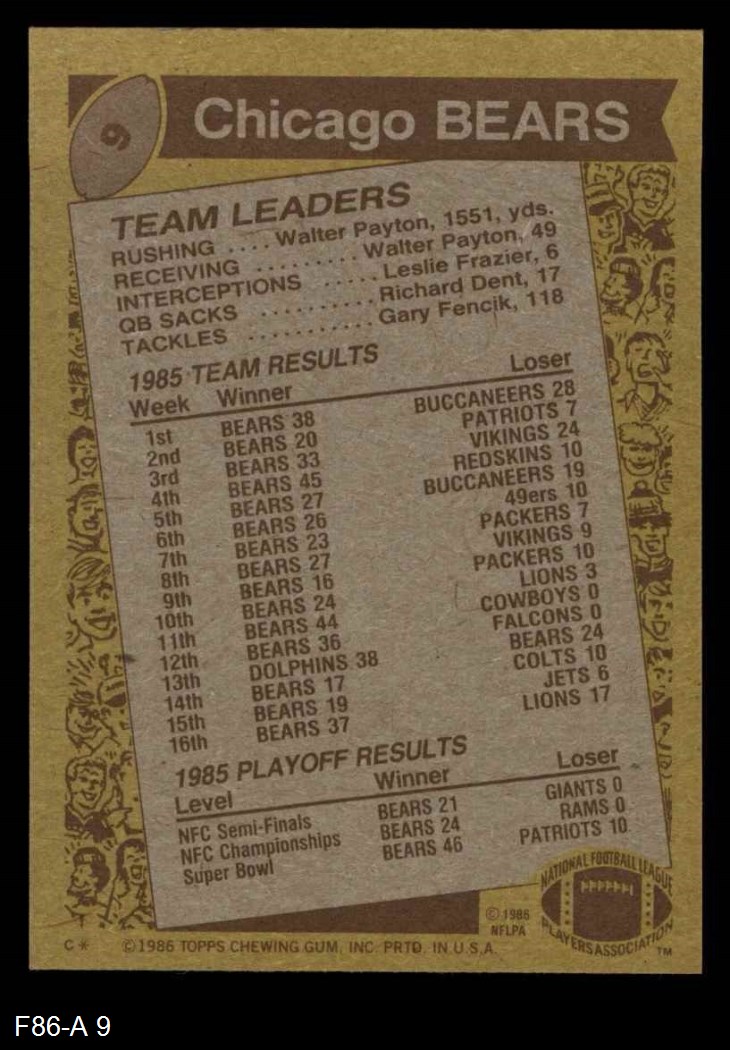 9
Chicago BEARS
TEAM LEADERS
RUSHING .... Walter Payton, 1551, yds.
RECEIVING ......... Walter Payton, 49
INTERCEPTIONS ..... Leslie Frazier, 6
QB SACKS .......... Richard Dent, 17
TACKLES ........... Gary Fencik, 118
1985 TEAM RESULTS
Week Winner Loser
1st BEARS 38 BUCCANEERS 28
2nd BEARS 20 PATRIOTS 7
3rd BEARS 33 VIKINGS 24
4th BEARS 45 REDSKINS 10
5th BEARS 27 BUCCANEERS 19
6th BEARS 26 49ers 10
7th BEARS 23 PACKERS 7
8th BEARS 27 VIKINGS 9
9th BEARS 16 PACKERS 10
10th BEARS 24 LIONS 3
11th BEARS 44 COWBOYS 0
12th BEARS 36 FALCONS 0
13th DOLPHINS 38 BEARS 24
14th BEARS 17 COLTS 10
15th BEARS 19 JETS 6
16th BEARS 37 LIONS 17
1985 PLAYOFF RESULTS
Level Winner Loser
NFC Semi-Finals BEARS 21 GIANTS 0
NFC Championships BEARS 24 RAMS 0
Super Bowl BEARS 46 PATRIOTS 10
NATIONAL FOOTBALL LEAGUE
PLAYERS ASSOCIATION
TM
© 1986
NFLPA
C* ©1986 TOPPS CHEWING GUM, INC. PRTD. IN U.S.A.
F86-A 9